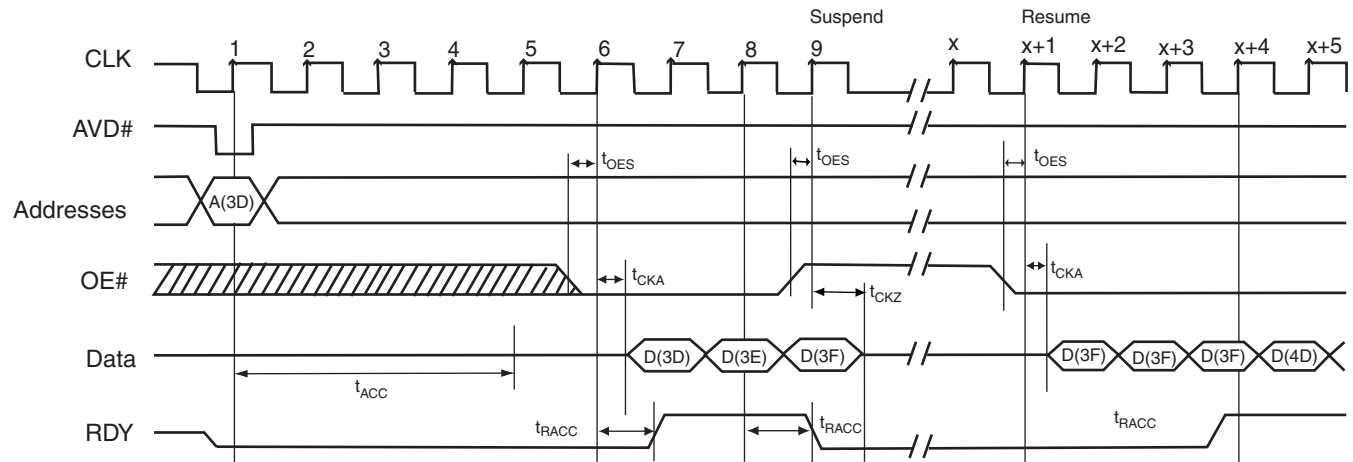 Suspend Resume
CLK 1 2 3 4 5 6 7 8 9 x x+1 x+2 x+3 x+4 x+5
AVD#
tOES tOES tOES
Addresses A(3D)
OE# tCKA tCKZ tCKA
Data D(3D) D(3E) D(3F) D(3F) D(3F) D(3F) D(4D)
tACC
RDY tRACC tRACC tRACC